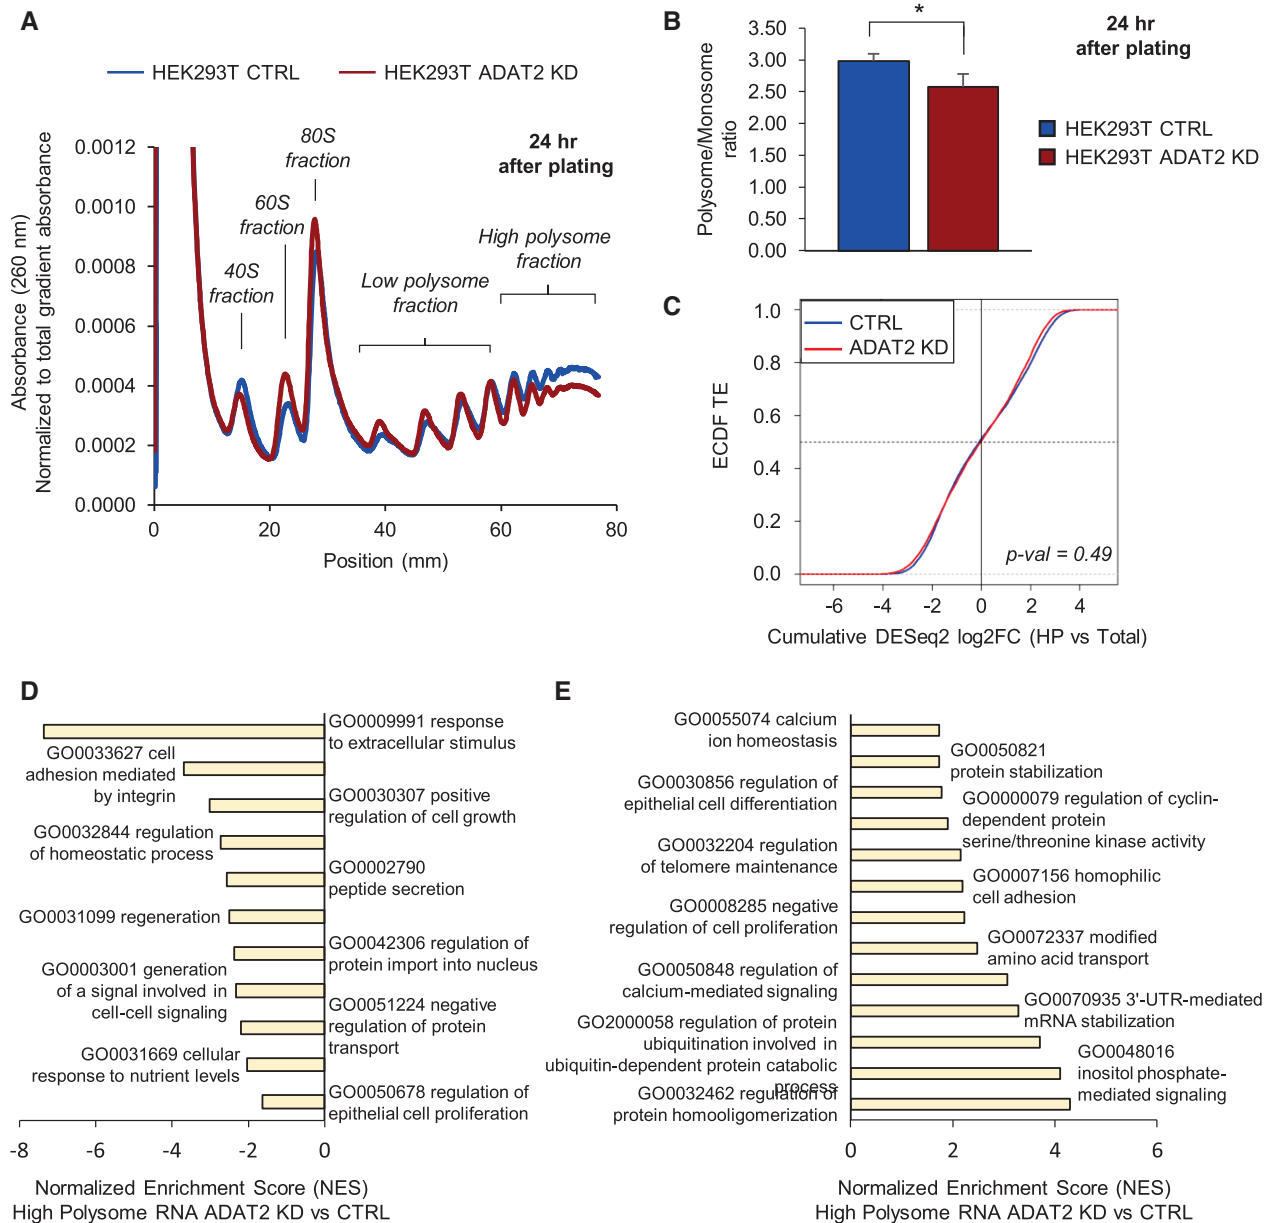 A
HEK293T CTRL
HEK293T ADAT2 KD
24 hr
after plating
80S
fraction
60S
fraction
40S
fraction
Low polysome
fraction
High polysome
fraction
Absorbance (260 nm)
Normalized to total gradient absorbance
0.0012
0.0010
0.0008
0.0006
0.0004
0.0002
0.0000
0
20
40
60
80
Position (mm)
B
*
24 hr
after plating
Polysome/Monosome
ratio
3.50
3.00
2.50
2.00
1.50
1.00
0.50
0.00
HEK293T CTRL
HEK293T ADAT2 KD
C
CTRL
ADAT2 KD
ECDF TE
1.0
0.8
0.6
0.4
0.2
0.0
p-val = 0.49
-6
-4
-2
0
2
4
Cumulative DESeq2 log2FC (HP vs Total)
D
GO0009991 response
to extracellular stimulus
GO0033627 cell
adhesion mediated
by integrin
GO0030307 positive
regulation of cell growth
GO0032844 regulation
of homeostatic process
GO0002790
peptide secretion
GO0031099 regeneration
GO0042306 regulation of
protein import into nucleus
GO0003001 generation
of a signal involved in
cell-cell signaling
GO0051224 negative
regulation of protein
transport
GO0031669 cellular
response to nutrient levels
GO0050678 regulation of
epithelial cell proliferation
-8
-6
-4
-2
0
Normalized Enrichment Score (NES)
High Polysome RNA ADAT2 KD vs CTRL
E
GO0055074 calcium
ion homeostasis
GO0050821
protein stabilization
GO0030856 regulation of
epithelial cell differentiation
GO0000079 regulation of cyclin-
dependent protein
serine/threonine kinase activity
GO0032204 regulation
of telomere maintenance
GO0007156 homophilic
cell adhesion
GO0008285 negative
regulation of cell proliferation
GO0072337 modified
amino acid transport
GO0050848 regulation of
calcium-mediated signaling
GO0070935 3'-UTR-mediated
mRNA stabilization
GO2000058 regulation of protein
ubiquitination involved in
ubiquitin-dependent protein catabolic
process
GO0048016
inositol phosphate-
mediated signaling
GO0032462 regulation of
protein homooligomerization
0
2
4
6
Normalized Enrichment Score (NES)
High Polysome RNA ADAT2 KD vs CTRL